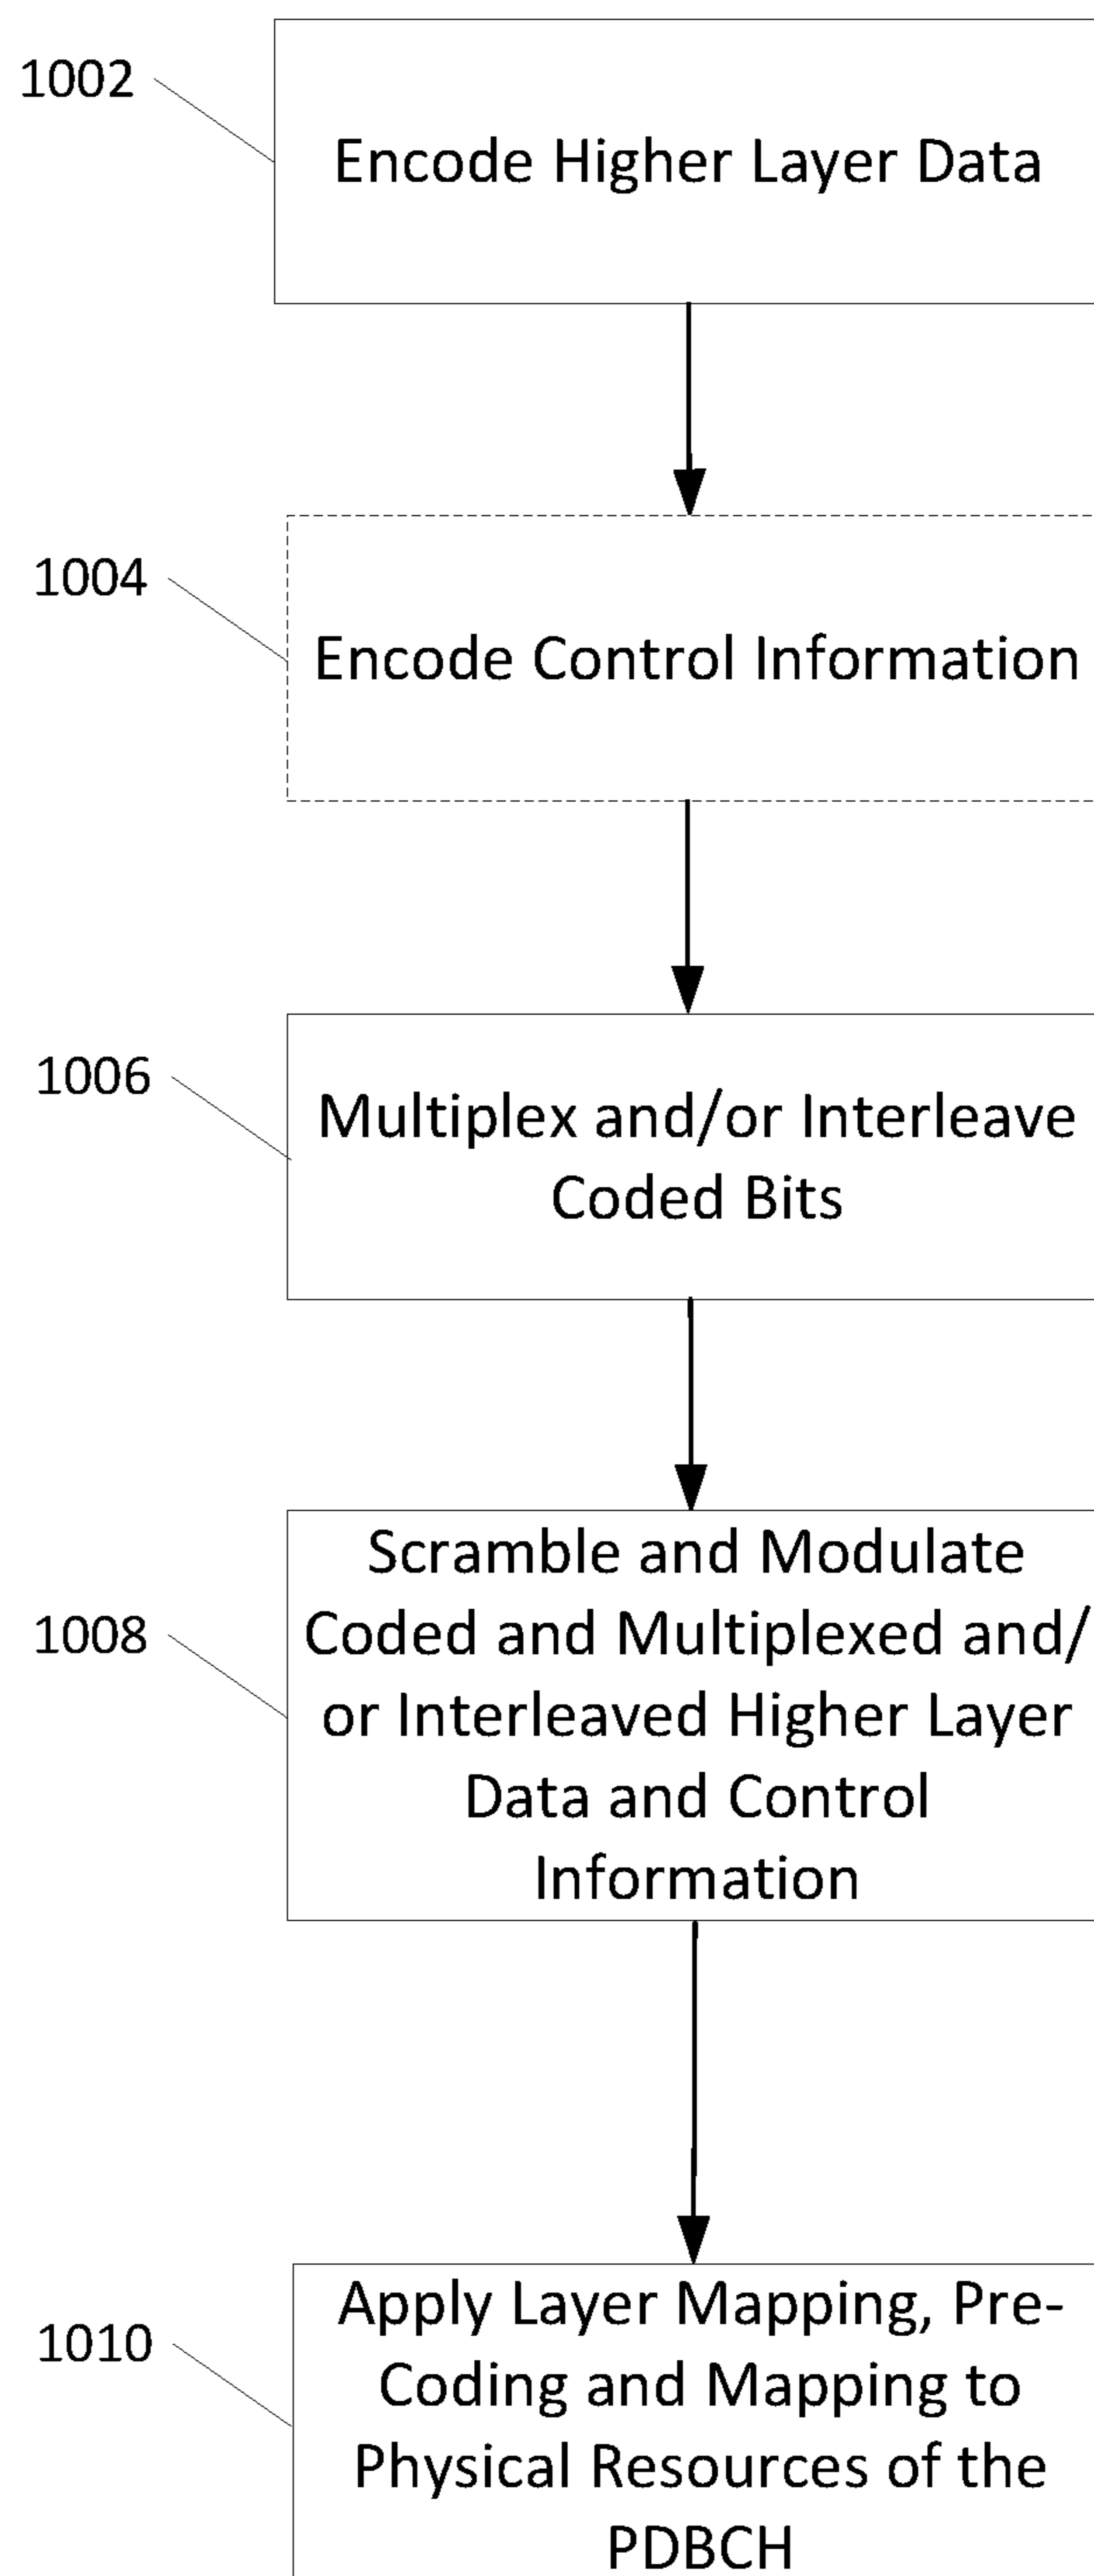 1002
Encode Higher Layer Data
1004
Encode Control Information
1006
Multiplex and/or Interleave
Coded Bits
1008
Scramble and Modulate
Coded and Multiplexed and/
or Interleaved Higher Layer
Data and Control
Information
1010
Apply Layer Mapping, Pre-
Coding and Mapping to
Physical Resources of the
PDBCH